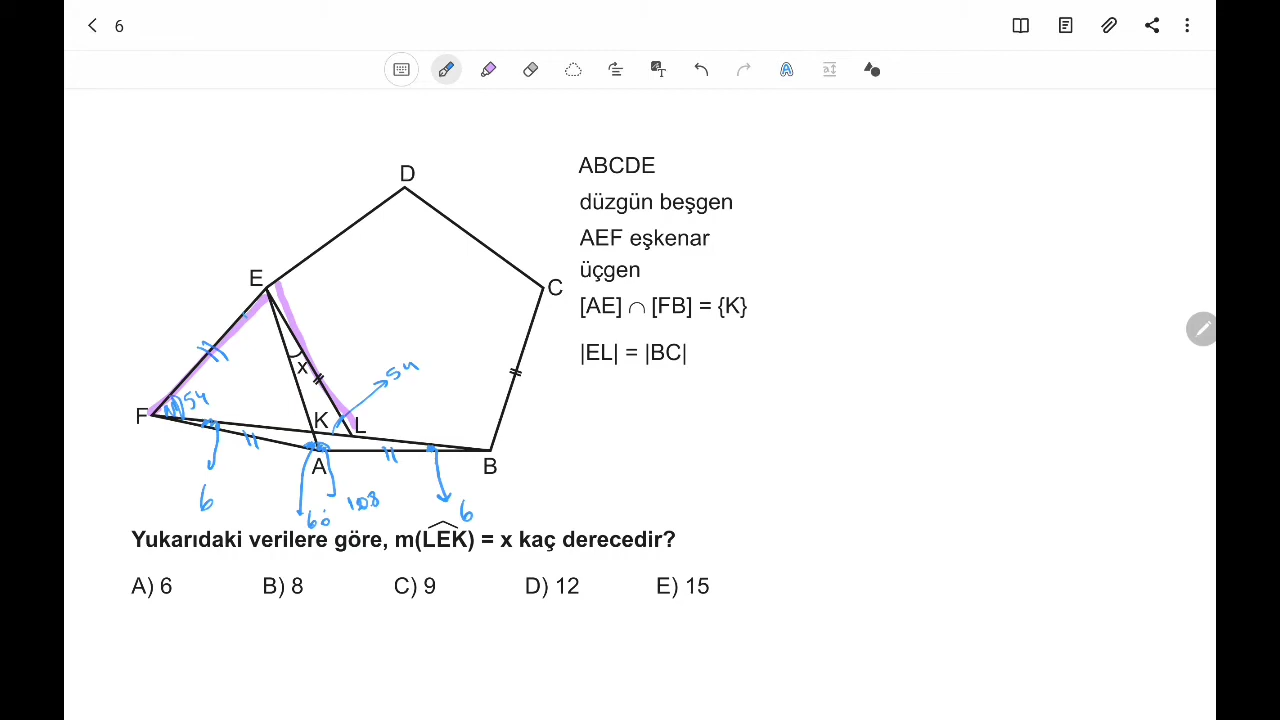 6
D
ABCDE
düzgün beşgen
AEF eşkenar
üçgen
[AE] ∩ [FB] = {K}
|EL| = |BC|
E
C
x
54
54
F
K
L
A
B
6
60
108
6
Yukarıdaki verilere göre, m(LEK) = x kaç derecedir?
A) 6 B) 8 C) 9 D) 12 E) 15